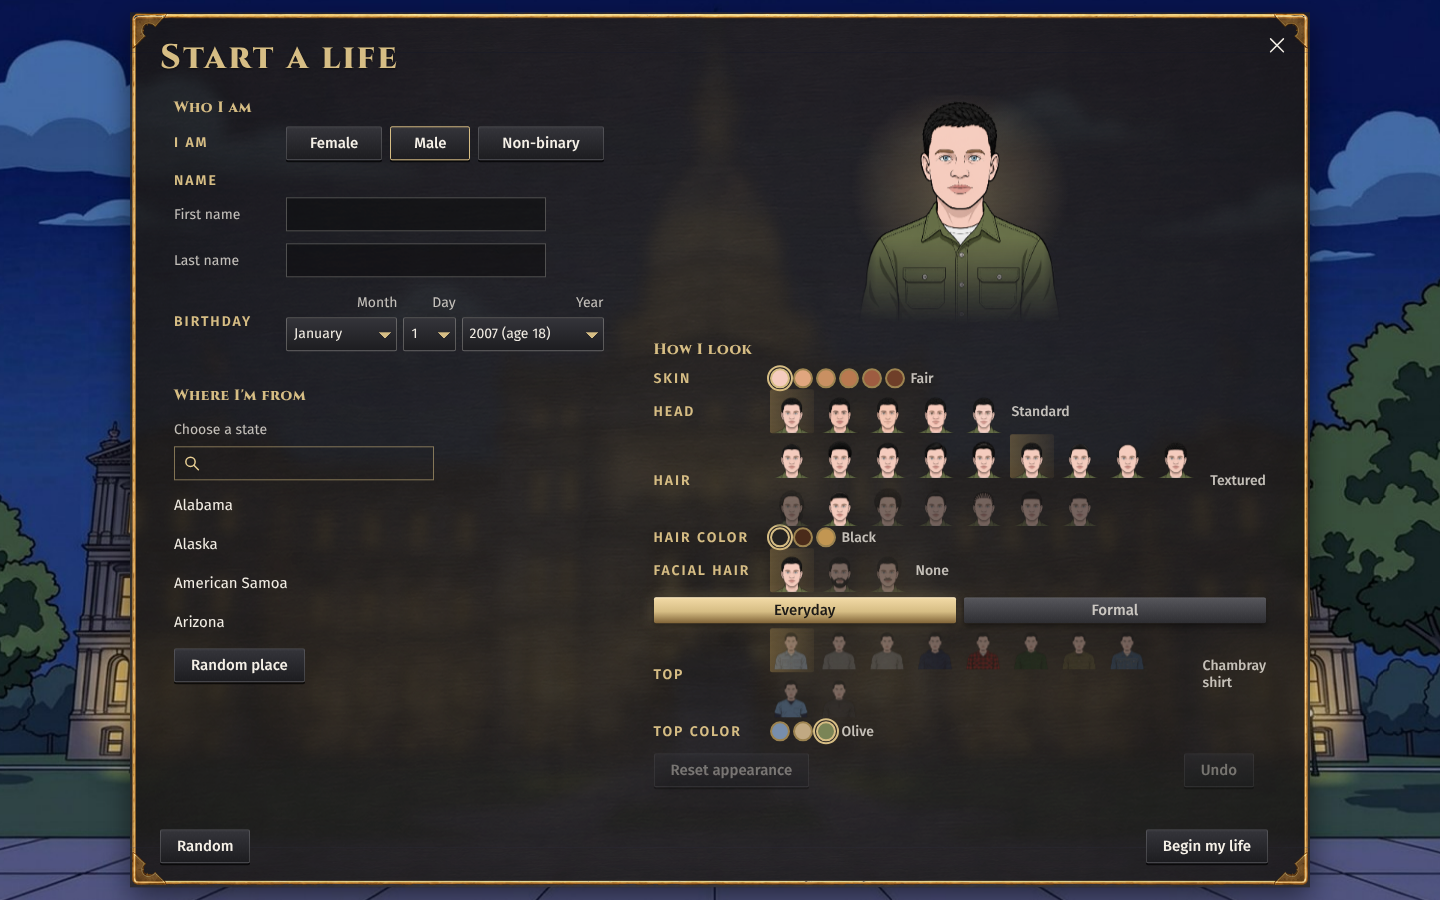 START A LIFE
WHO I AM
I AM
Female
Male
Non-binary
NAME
First name
Last name
Month
Day
Year
BIRTHDAY
January
1
2007 (age 18)
WHERE I'M FROM
Choose a state
Alabama
Alaska
American Samoa
Arizona
Random place
Random
HOW I LOOK
SKIN
Fair
HEAD
Standard
HAIR
Textured
HAIR COLOR
Black
FACIAL HAIR
None
Everyday
Formal
TOP
Chambray
shirt
TOP COLOR
Olive
Reset appearance
Undo
Begin my life